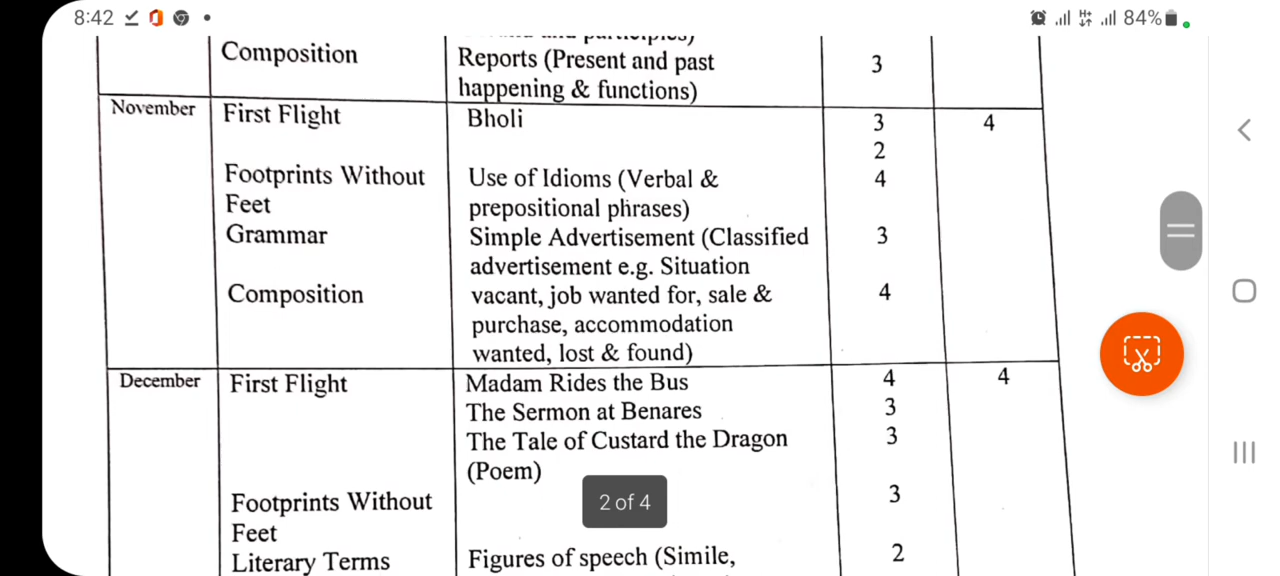 8:42
H+
84%
Composition
Reports (Present and past
happening & functions)
3
November
First Flight
Bholi
3
4
2
Footprints Without
Feet
Use of Idioms (Verbal &
prepositional phrases)
4
Grammar
Simple Advertisement (Classified
advertisement e.g. Situation
3
Composition
vacant, job wanted for, sale &
purchase, accommodation
wanted, lost & found)
4
December
First Flight
Madam Rides the Bus
4
4
The Sermon at Benares
3
The Tale of Custard the Dragon
(Poem)
3
2 of 4
Footprints Without
Feet
3
Literary Terms
Figures of speech (Simile,
2